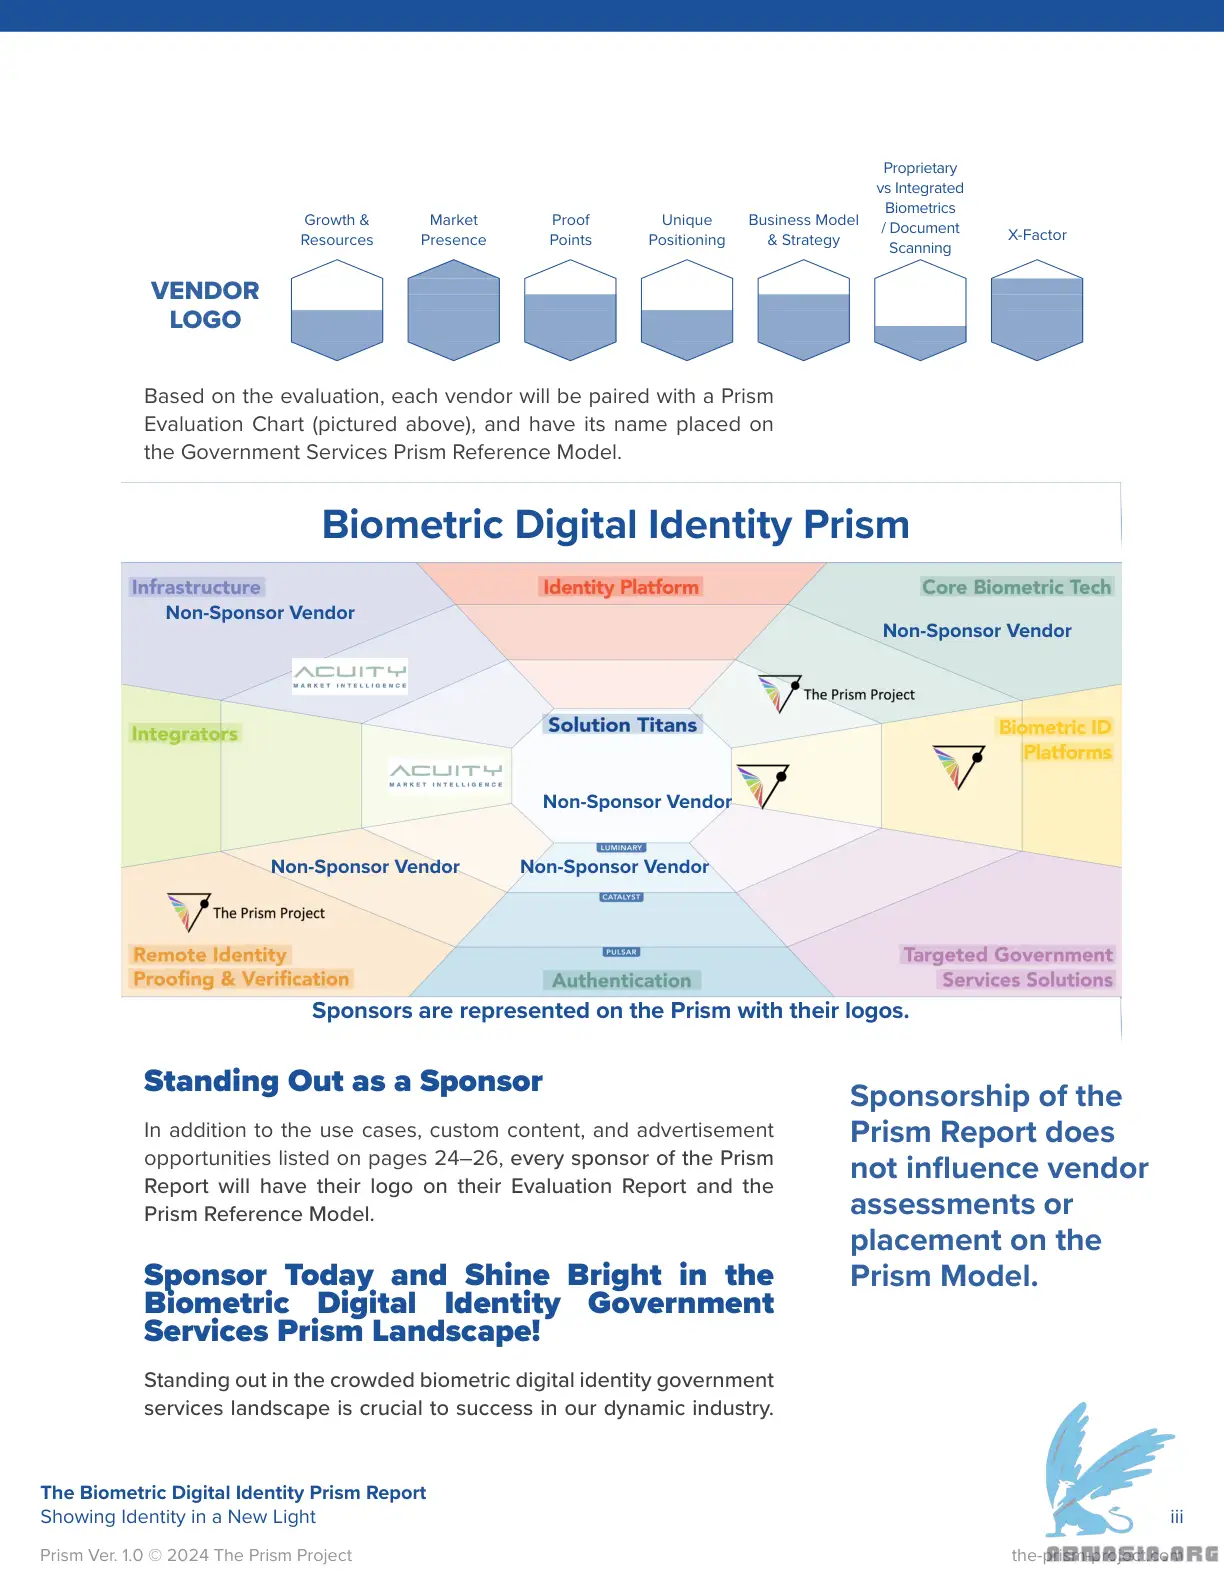 Growth &
Resources
Market
Presence
Proof
Points
Unique
Positioning
Business Model
& Strategy
Proprietary
vs Integrated
Biometrics
/ Document
Scanning
X-Factor
VENDOR
LOGO
Based on the evaluation, each vendor will be paired with a Prism
Evaluation Chart (pictured above), and have its name placed on
the Government Services Prism Reference Model.
Biometric Digital Identity Prism
Infrastructure
Non-Sponsor Vendor
Identity Platform
Core Biometric Tech
Non-Sponsor Vendor
ACUITY
MARKET INTELLIGENCE
The Prism Project
Integrators
Solution Titans
Biometric ID
Platforms
ACUITY
MARKET INTELLIGENCE
Non-Sponsor Vendor
LUMINARY
Non-Sponsor Vendor
Non-Sponsor Vendor
CATALYST
The Prism Project
PULSAR
Remote Identity
Proofing & Verification
Authentication
Targeted Government
Services Solutions
Sponsors are represented on the Prism with their logos.
Standing Out as a Sponsor
In addition to the use cases, custom content, and advertisement
opportunities listed on pages 24–26, every sponsor of the Prism
Report will have their logo on their Evaluation Report and the
Prism Reference Model.
Sponsorship of the
Prism Report does
not influence vendor
assessments or
placement on the
Prism Model.
Sponsor Today and Shine Bright in the
Biometric Digital Identity Government
Services Prism Landscape!
Standing out in the crowded biometric digital identity government
services landscape is crucial to success in our dynamic industry.
The Biometric Digital Identity Prism Report
Showing Identity in a New Light
iii
Prism Ver. 1.0 © 2024 The Prism Project
the-prism-project.com